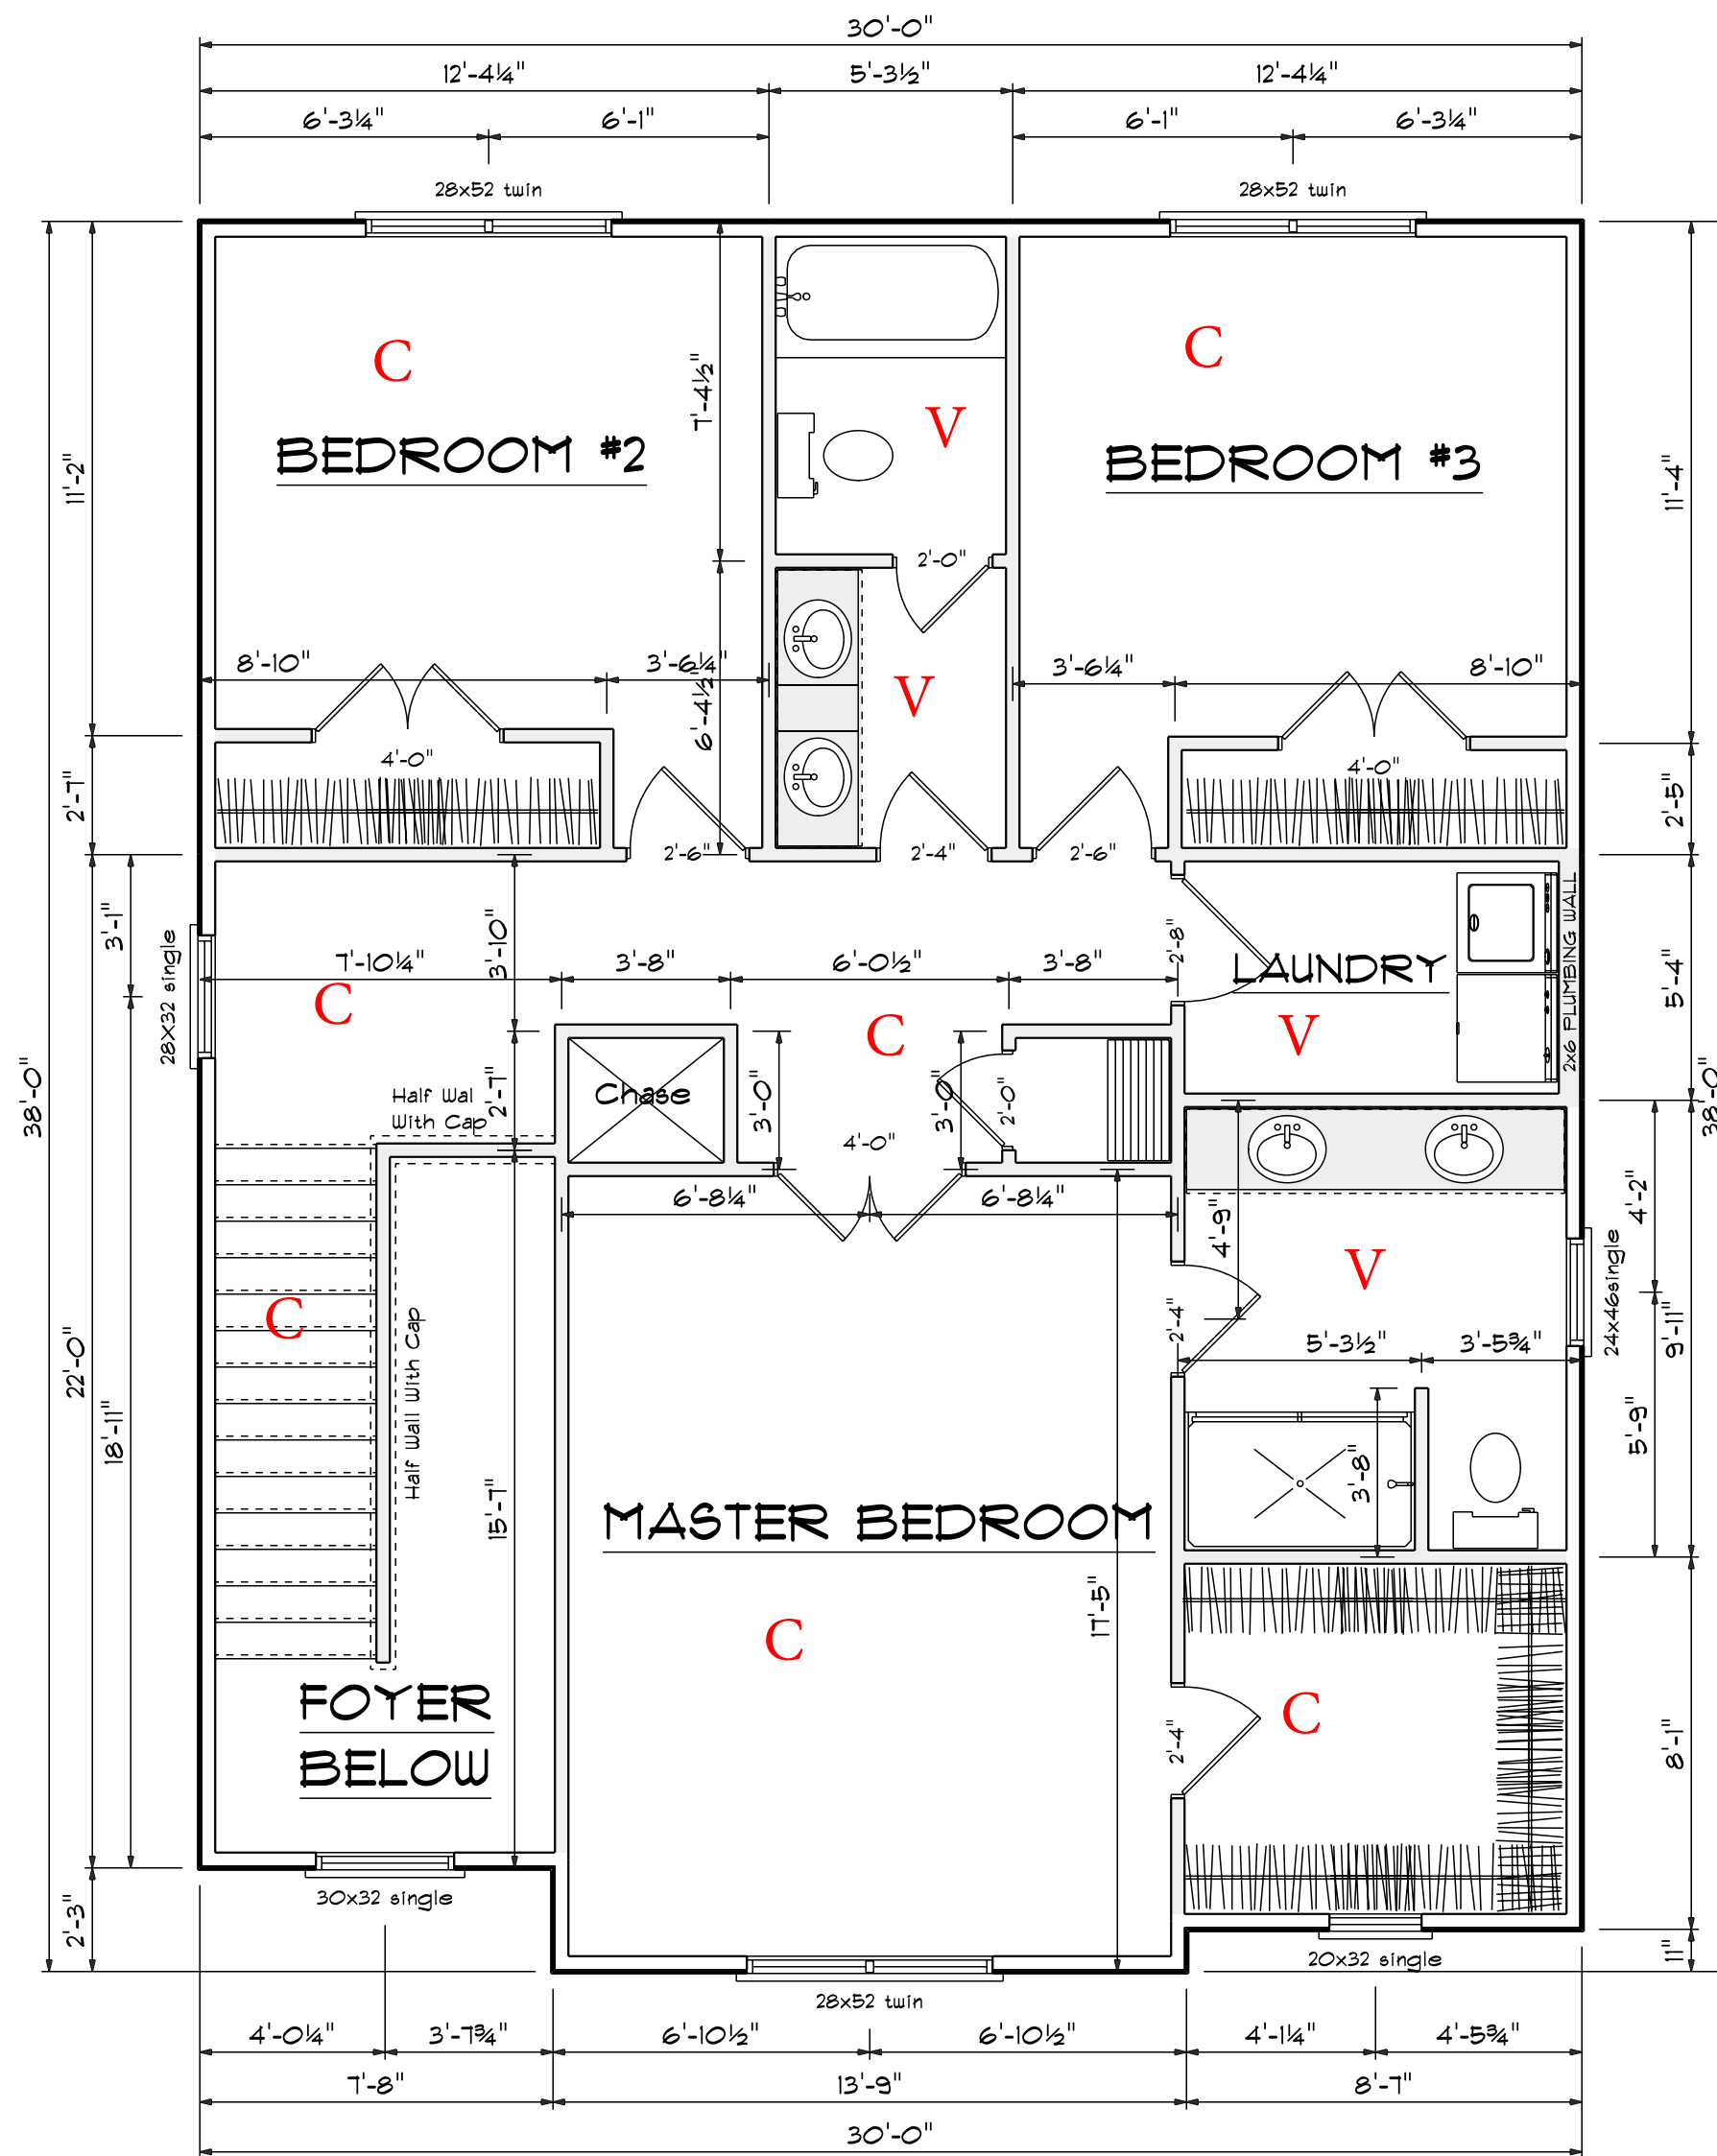 30'-0"
12'-4¼" 5'-3½" 12'-4¼"
6'-3¼" 6'-1" 6'-1" 6'-3¼"
28x52 twin 28x52 twin
C C
7'-4½" V
BEDROOM #2 BEDROOM #3
11'-2" 11'-4"
2'-0"
8'-10" 3'-6¼" 3'-6¼" 8'-10"
6'-4½" V
4'-0" 4'-0"
2'-7" 2'-5"
2'-6" 2'-4" 2'-6"
3'-1" 3'-10" 2'-8" 2x6 PLUMBING WALL 5'-4"
28X32 single 7'-10¼" 3'-8" 6'-0½" 3'-8" LAUNDRY
C C V
38'-0" 38'-0"
Half Wal
With Cap
2'-7" Chase 3'-0" 3'-0" 2'-0"
4'-0"
6'-8¼" 6'-8¼" 4'-9" 4'-2"
C V
22'-0" Half Wall With Cap 2'-4" 24x46single 9'-11"
5'-3½" 3'-5¾"
18'-11" 5'-9"
15'-7" 3'-8"
MASTER BEDROOM
17'-5"
C
FOYER C
BELOW 2'-4" 8'-1"
30x32 single
2'-3" 20x32 single 11"
28x52 twin
4'-0¼" 3'-7¾" 6'-10½" 6'-10½" 4'-1¼" 4'-5¾"
7'-8" 13'-9" 8'-7"
30'-0"